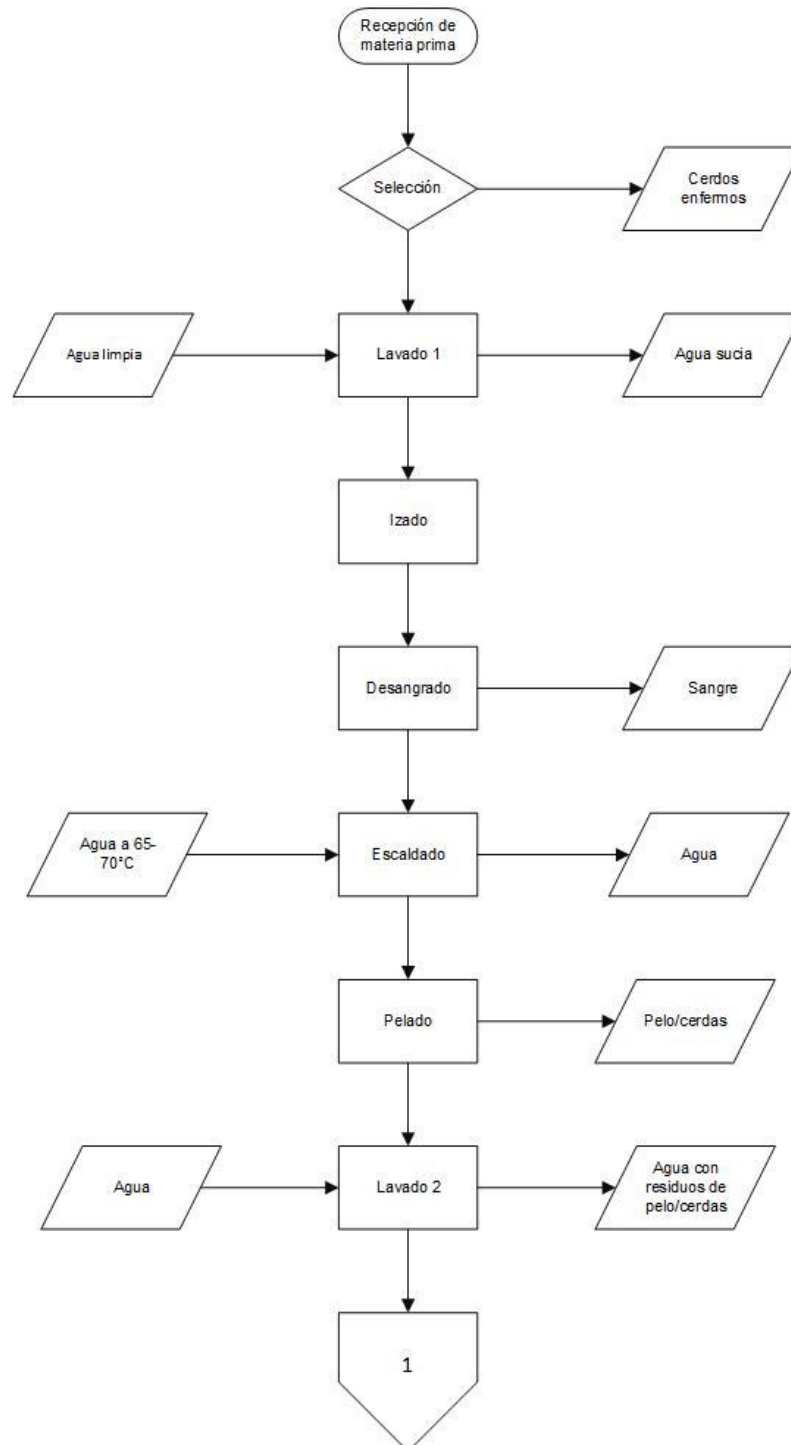 Recepción de
materia prima
Selección
Cerdos
enfermos
Agua limpia
Lavado 1
Agua sucia
Izado
Desangrado
Sangre
Agua a 65-
70°C
Escaldado
Agua
Pelado
Pelo/cerdas
Agua
Lavado 2
Agua con
residuos de
pelo/cerdas
1